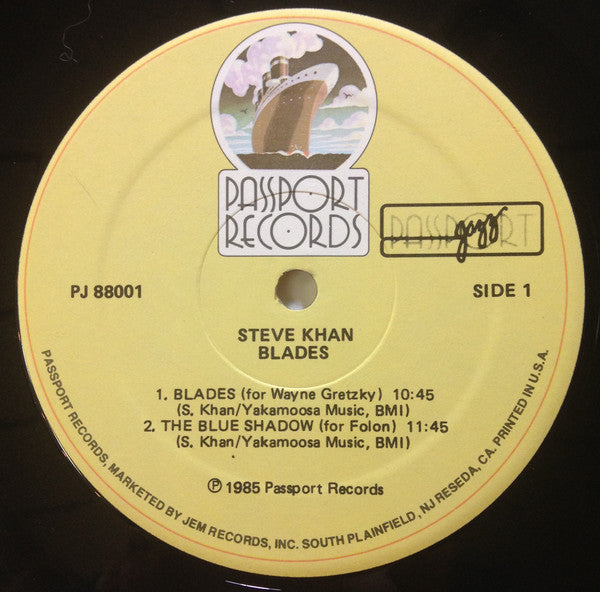 PASSPORT
RECORDS
PASSPORT
jazz
PJ 88001
SIDE 1
STEVE KHAN
BLADES
1. BLADES (for Wayne Gretzky) 10:45
(S. Khan/Yakamoosa Music, BMI)
2. THE BLUE SHADOW (for Folon) 11:45
(S. Khan/Yakamoosa Music, BMI)
℗ 1985 Passport Records
PASSPORT RECORDS, MARKETED BY JEM RECORDS, INC. SOUTH PLAINFIELD, NJ RESEDA, CA. PRINTED IN U.S.A.